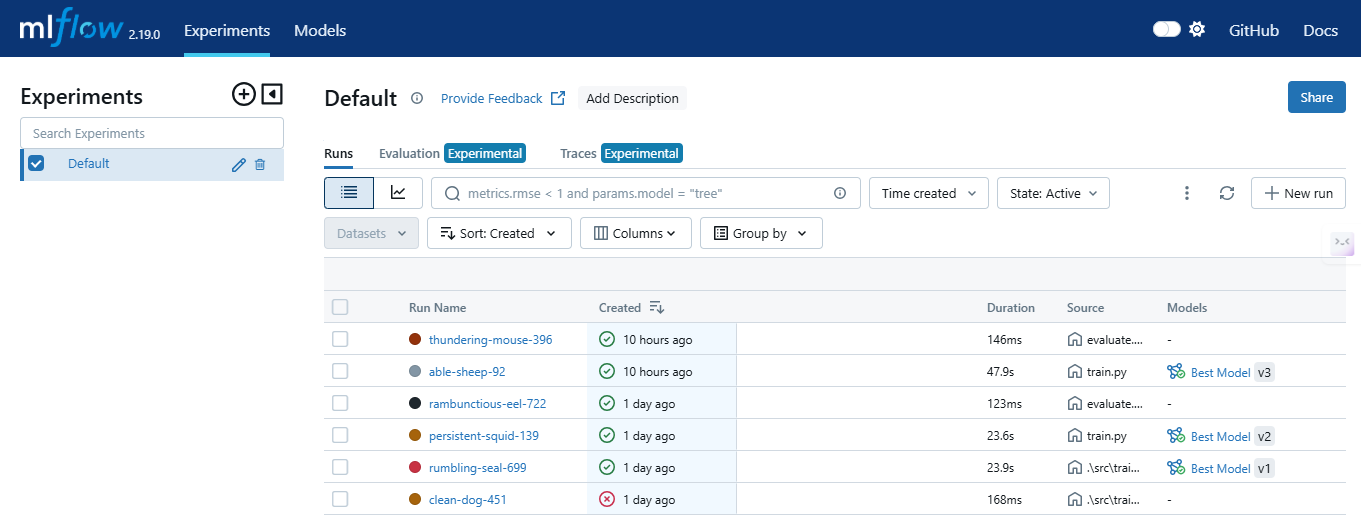 mlflow 2.19.0 Experiments Models GitHub Docs
Experiments
Search Experiments
Default
Default Provide Feedback Add Description Share
Runs Evaluation Experimental Traces Experimental
metrics.rmse < 1 and params.model = "tree" Time created State: Active New run
Datasets Sort: Created Columns Group by
Run Name Created Duration Source Models
thundering-mouse-396 10 hours ago 146ms evaluate.... -
able-sheep-92 10 hours ago 47.9s train.py Best Model v3
rambunctious-eel-722 1 day ago 123ms evaluate.... -
persistent-squid-139 1 day ago 23.6s train.py Best Model v2
rumbling-seal-699 1 day ago 23.9s .\src\trai... Best Model v1
clean-dog-451 1 day ago 168ms .\src\trai... -